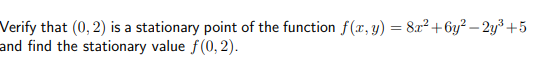 Verify that (0, 2) is a stationary point of the function f(x, y) = 8x² + 6y² − 2y³ + 5
and find the stationary value f(0, 2).